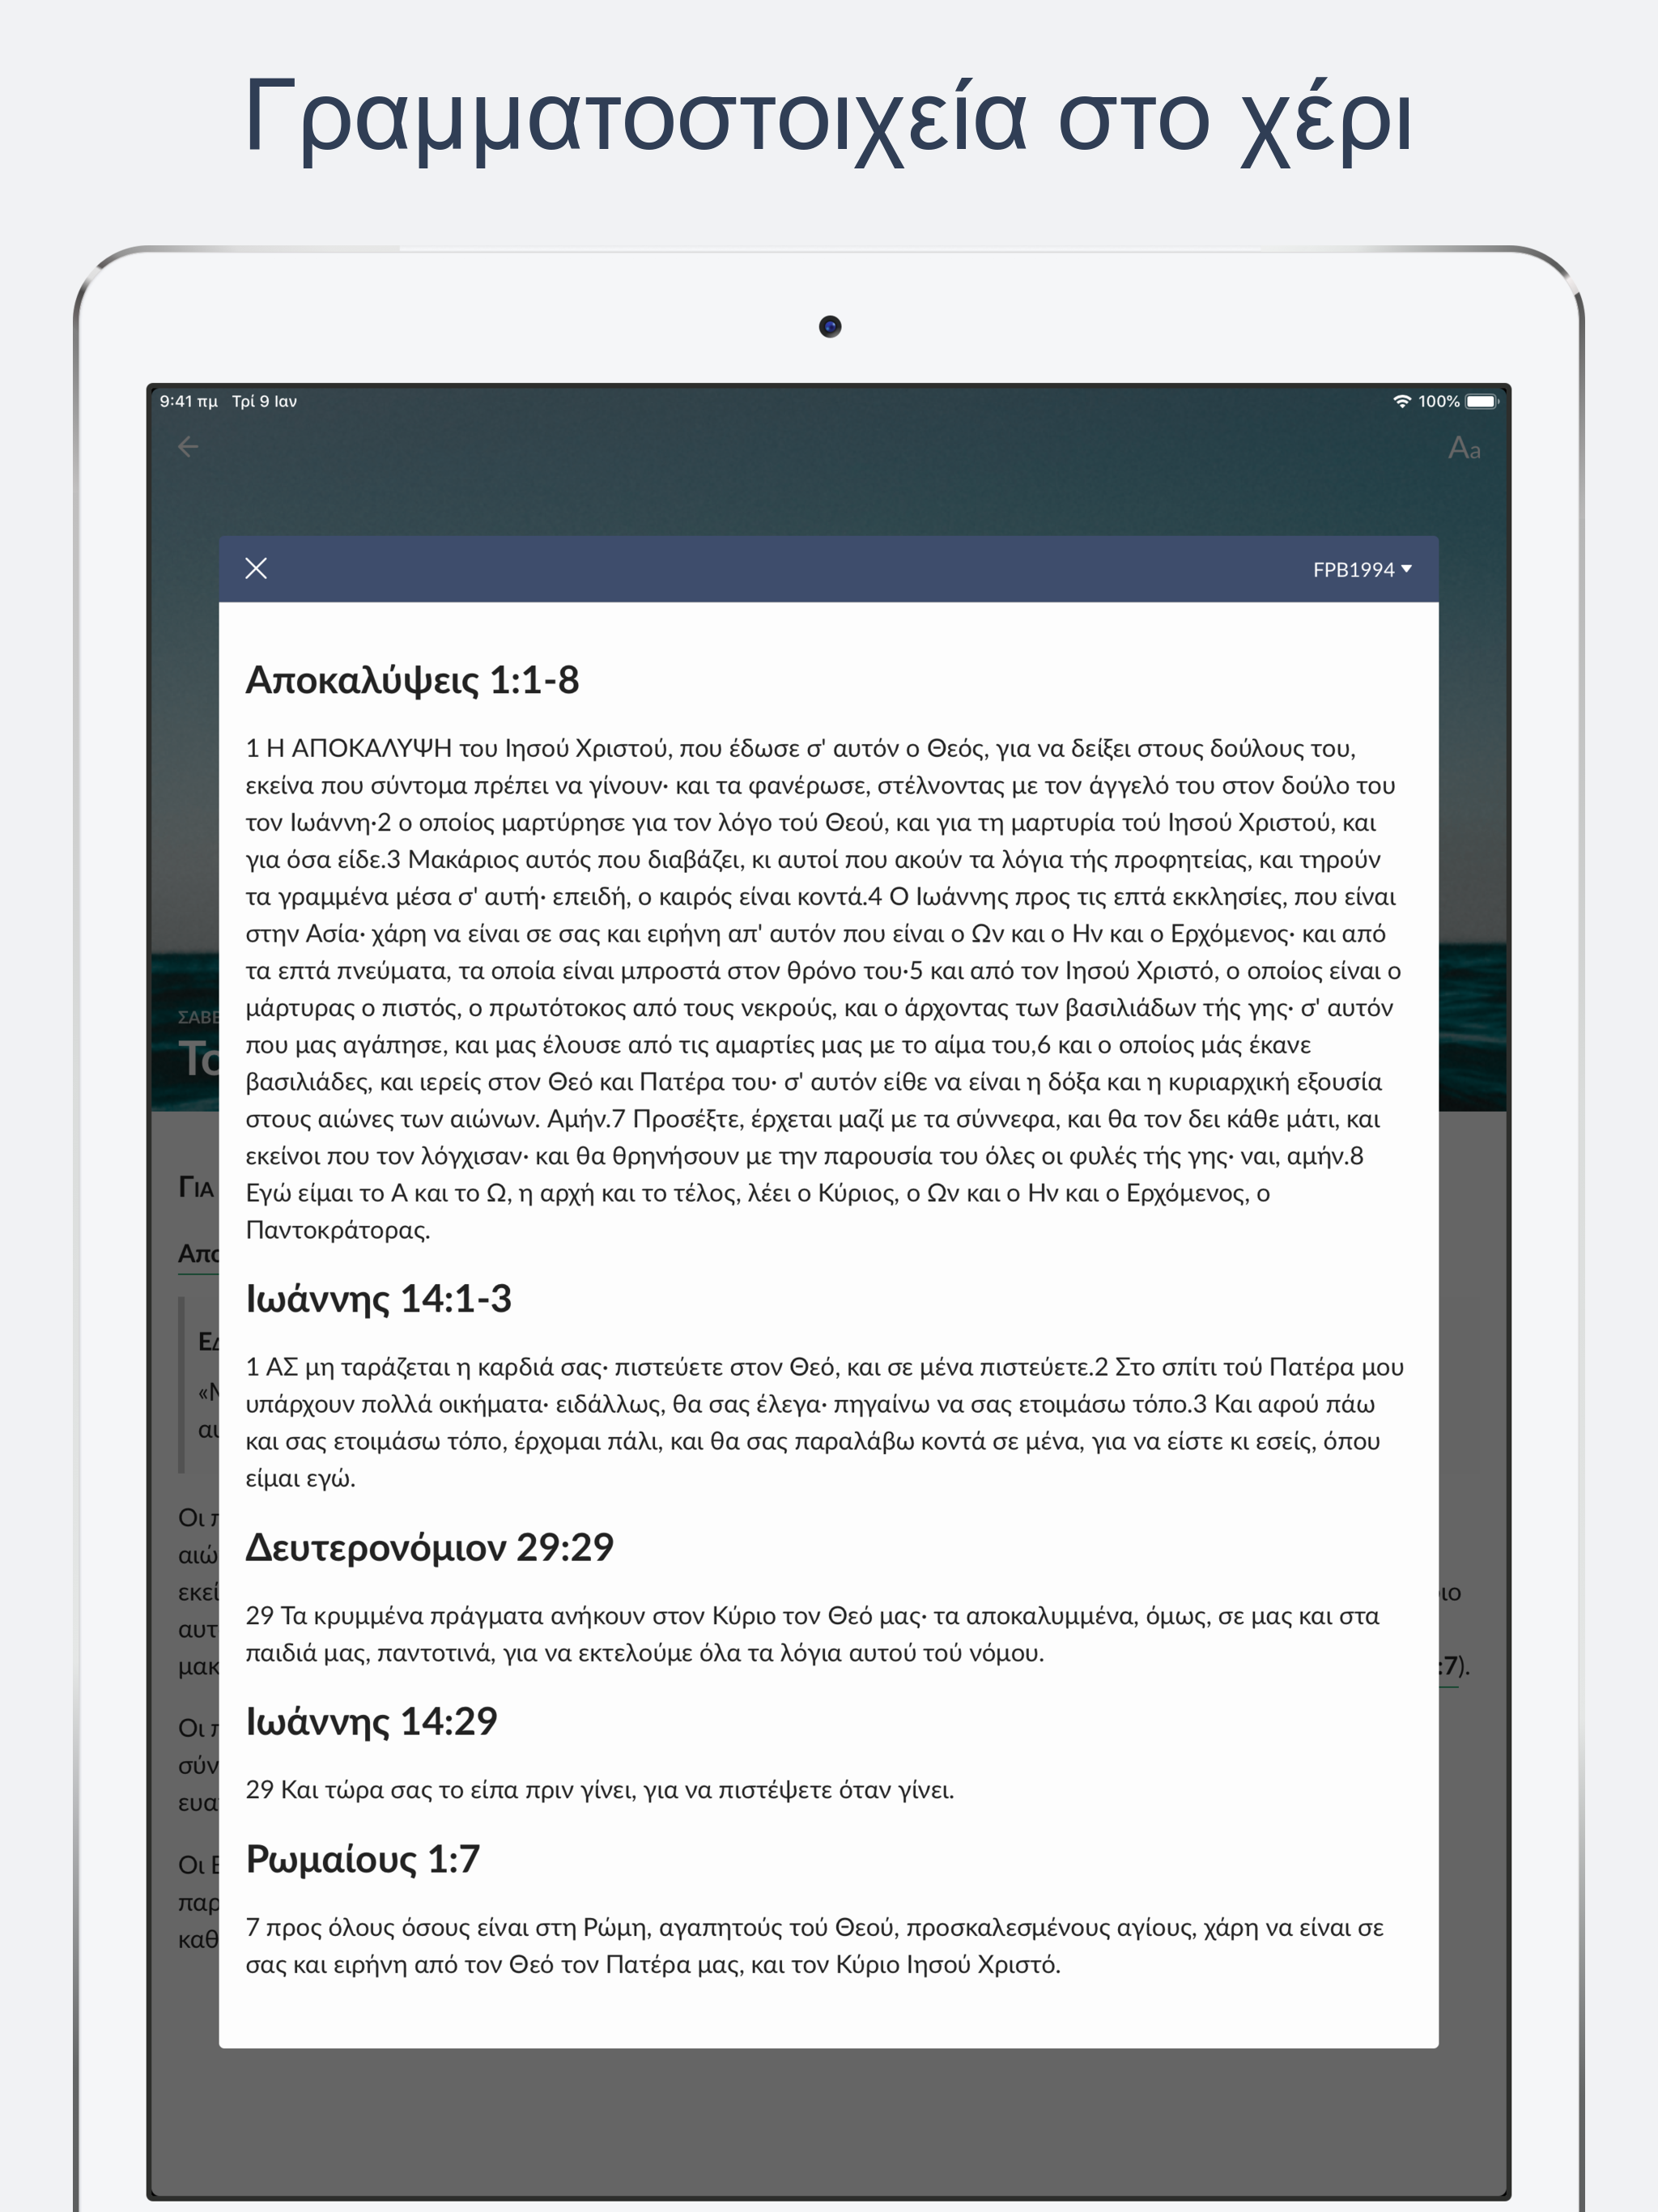 Γραμματοστοιχεία στο χέρι
9:41 πμ Τρί 9 Ιαν
100%
Aa
FPB1994
Αποκαλύψεις 1:1-8
1 Η ΑΠΟΚΑΛΥΨΗ του Ιησού Χριστού, που έδωσε σ' αυτόν ο Θεός, για να δείξει στους δούλους του,
εκείνα που σύντομα πρέπει να γίνουν· και τα φανέρωσε, στέλνοντας με τον άγγελό του στον δούλο του
τον Ιωάννη·2 ο οποίος μαρτύρησε για τον λόγο τού Θεού, και για τη μαρτυρία τού Ιησού Χριστού, και
για όσα είδε.3 Μακάριος αυτός που διαβάζει, κι αυτοί που ακούν τα λόγια τής προφητείας, και τηρούν
τα γραμμένα μέσα σ' αυτή· επειδή, ο καιρός είναι κοντά.4 Ο Ιωάννης προς τις επτά εκκλησίες, που είναι
στην Ασία· χάρη να είναι σε σας και ειρήνη απ' αυτόν που είναι ο Ων και ο Ην και ο Ερχόμενος· και από
τα επτά πνεύματα, τα οποία είναι μπροστά στον θρόνο του·5 και από τον Ιησού Χριστό, ο οποίος είναι ο
μάρτυρας ο πιστός, ο πρωτότοκος από τους νεκρούς, και ο άρχοντας των βασιλιάδων τής γης· σ' αυτόν
που μας αγάπησε, και μας έλουσε από τις αμαρτίες μας με το αίμα του,6 και ο οποίος μάς έκανε
βασιλιάδες, και ιερείς στον Θεό και Πατέρα του· σ' αυτόν είθε να είναι η δόξα και η κυριαρχική εξουσία
στους αιώνες των αιώνων. Αμήν.7 Προσέξτε, έρχεται μαζί με τα σύννεφα, και θα τον δει κάθε μάτι, και
εκείνοι που τον λόγχισαν· και θα θρηνήσουν με την παρουσία του όλες οι φυλές τής γης· ναι, αμήν.8
Εγώ είμαι το Α και το Ω, η αρχή και το τέλος, λέει ο Κύριος, ο Ων και ο Ην και ο Ερχόμενος, ο
Παντοκράτορας.
Ιωάννης 14:1-3
1 ΑΣ μη ταράζεται η καρδιά σας· πιστεύετε στον Θεό, και σε μένα πιστεύετε.2 Στο σπίτι τού Πατέρα μου
υπάρχουν πολλά οικήματα· ειδάλλως, θα σας έλεγα· πηγαίνω να σας ετοιμάσω τόπο.3 Και αφού πάω
και σας ετοιμάσω τόπο, έρχομαι πάλι, και θα σας παραλάβω κοντά σε μένα, για να είστε κι εσείς, όπου
είμαι εγώ.
Δευτερονόμιον 29:29
29 Τα κρυμμένα πράγματα ανήκουν στον Κύριο τον Θεό μας· τα αποκαλυμμένα, όμως, σε μας και στα
παιδιά μας, παντοτινά, για να εκτελούμε όλα τα λόγια αυτού τού νόμου.
Ιωάννης 14:29
29 Και τώρα σας το είπα πριν γίνει, για να πιστέψετε όταν γίνει.
Ρωμαίους 1:7
7 προς όλους όσους είναι στη Ρώμη, αγαπητούς τού Θεού, προσκαλεσμένους αγίους, χάρη να είναι σε
σας και ειρήνη από τον Θεό τον Πατέρα μας, και τον Κύριο Ιησού Χριστό.